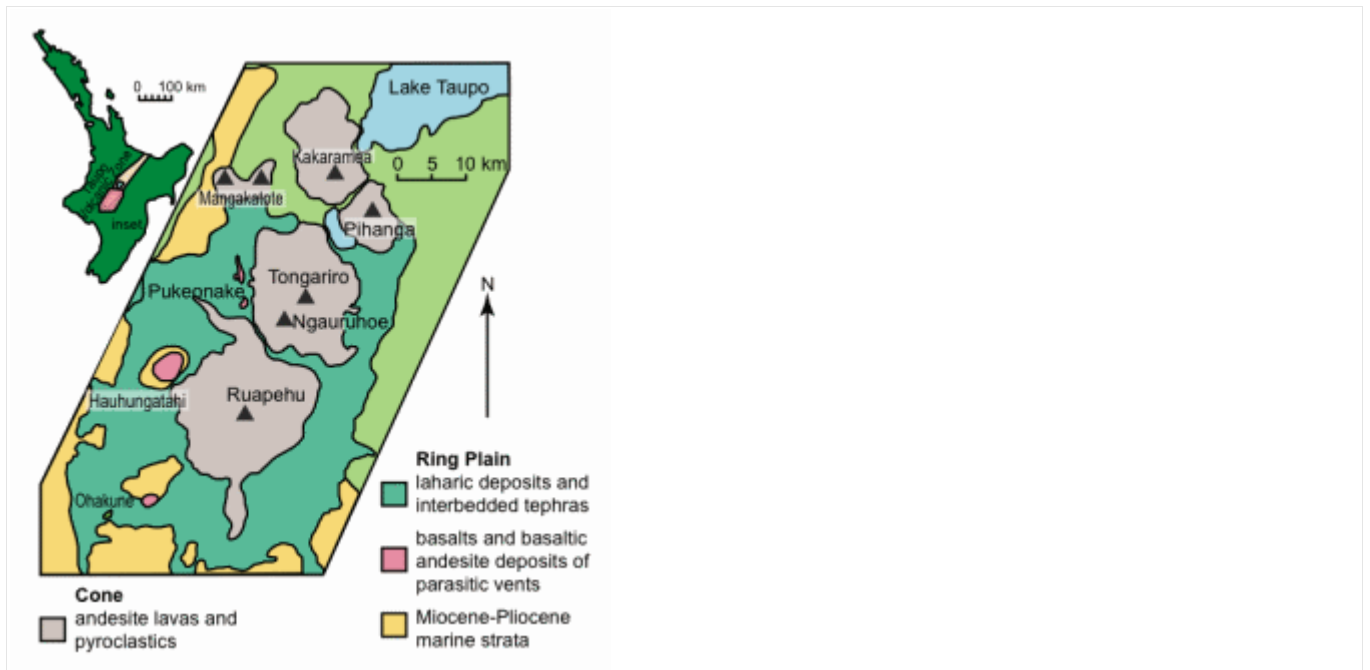 0 100 km
Lake Taupo
Kakaramea
0 5 10 km
Taupo
volcanic zone
Mangakatote
inset
Pihanga
Tongariro
N
Pukeonake
Ngauruhoe
Ruapehu
Hauhungatahi
Ring Plain
laharic deposits and
interbedded tephras
Ohakune
basalts and basaltic
andesite deposits of
parasitic vents
Cone
andesite lavas and
pyroclastics
Miocene-Pliocene
marine strata